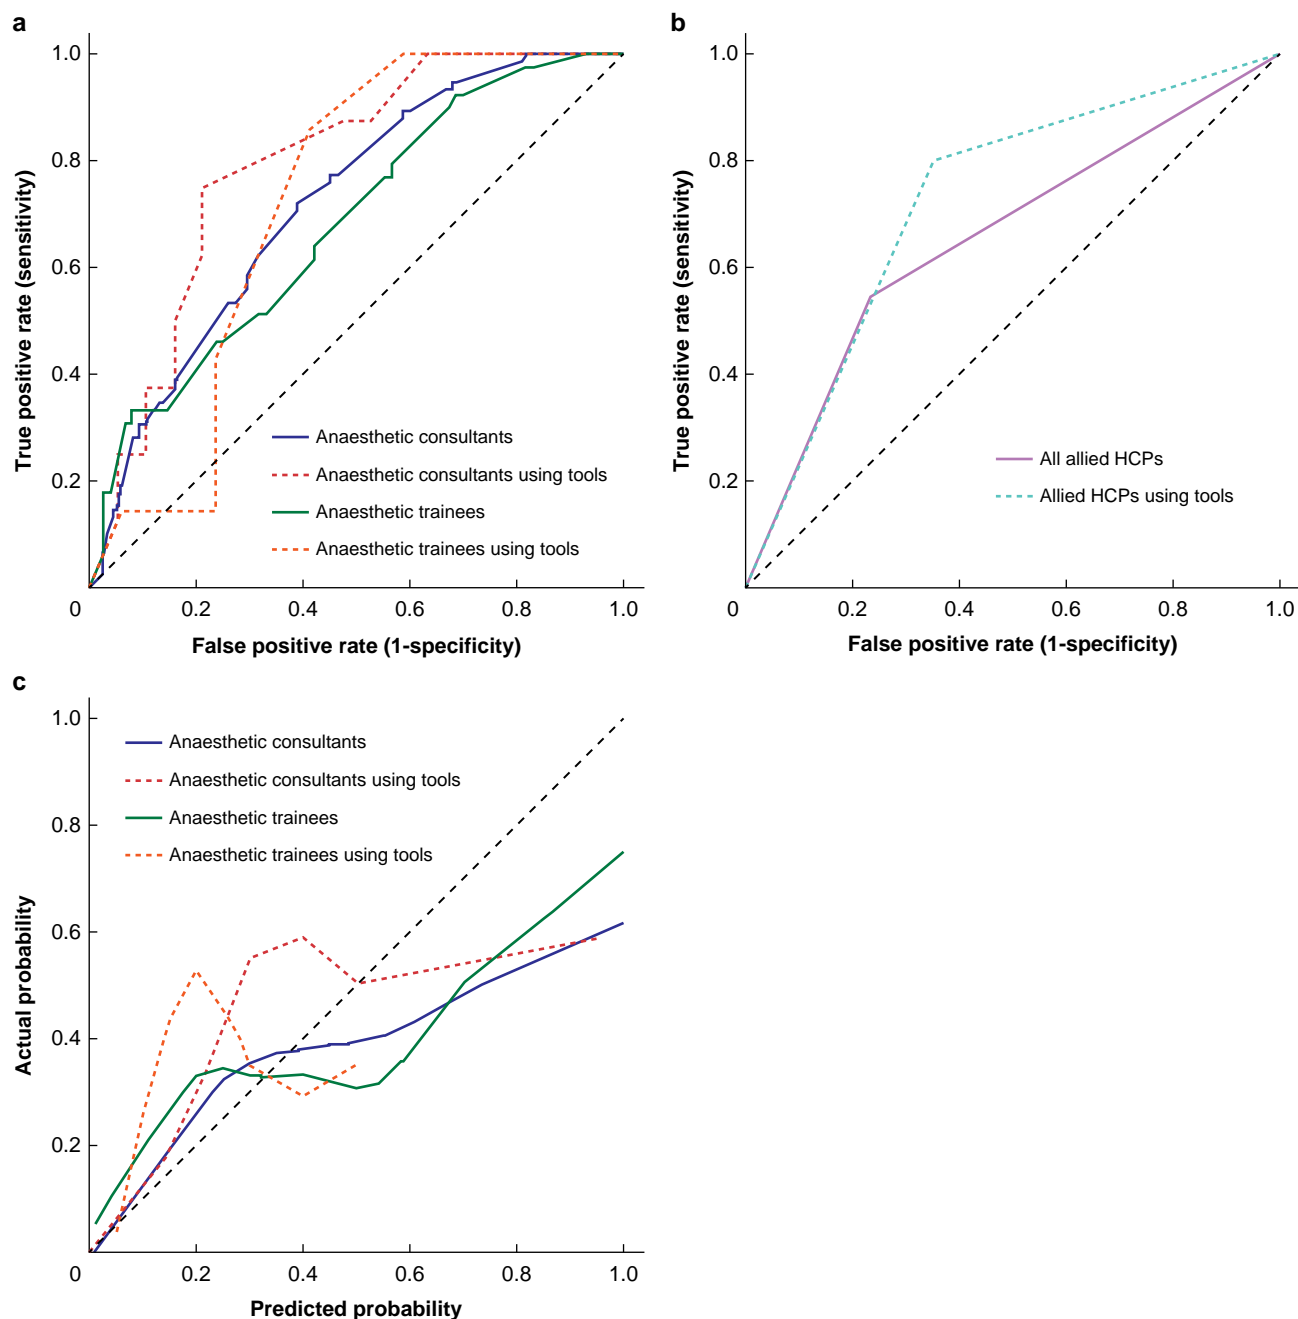 a
1.0
0.8
0.6
0.4
0.2
0
0.2
0.4
0.6
0.8
1.0
True positive rate (sensitivity)
False positive rate (1-specificity)
Anaesthetic consultants
Anaesthetic consultants using tools
Anaesthetic trainees
Anaesthetic trainees using tools
b
1.0
0.8
0.6
0.4
0.2
0
0.2
0.4
0.6
0.8
1.0
True positive rate (sensitivity)
False positive rate (1-specificity)
All allied HCPs
Allied HCPs using tools
c
1.0
0.8
0.6
0.4
0.2
0
0.2
0.4
0.6
0.8
1.0
Actual probability
Predicted probability
Anaesthetic consultants
Anaesthetic consultants using tools
Anaesthetic trainees
Anaesthetic trainees using tools